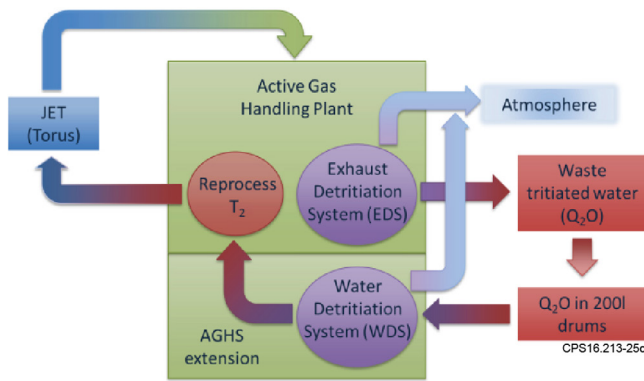 Active Gas
Handling Plant
JET
(Torus)
Atmosphere
Reprocess
T₂
Exhaust
Detritiation
System (EDS)
Waste
tritiated water
(Q₂O)
Water
Detritiation
System (WDS)
Q₂O in 200l
drums
AGHS
extension
CPS16.213-25c